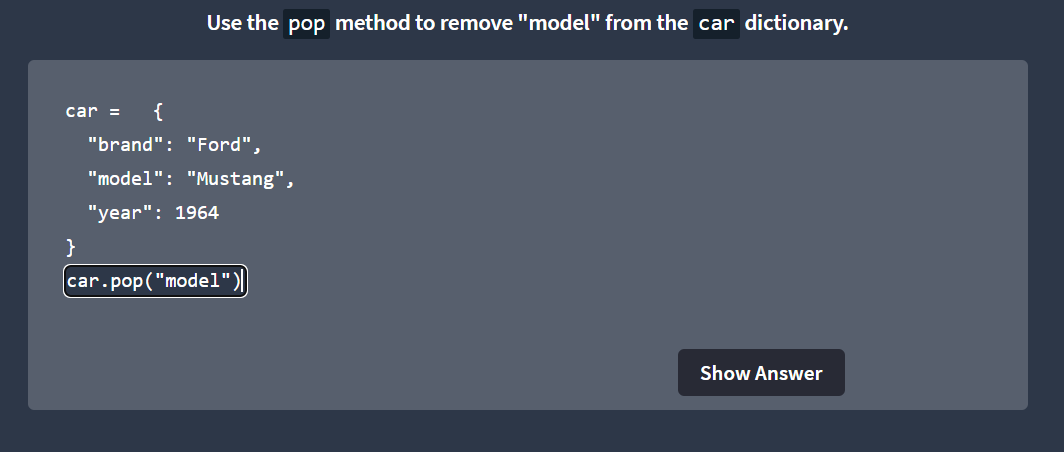 Use the pop method to remove "model" from the car dictionary.
car =   {
  "brand": "Ford",
  "model": "Mustang",
  "year": 1964
}
car.pop("model")
Show Answer